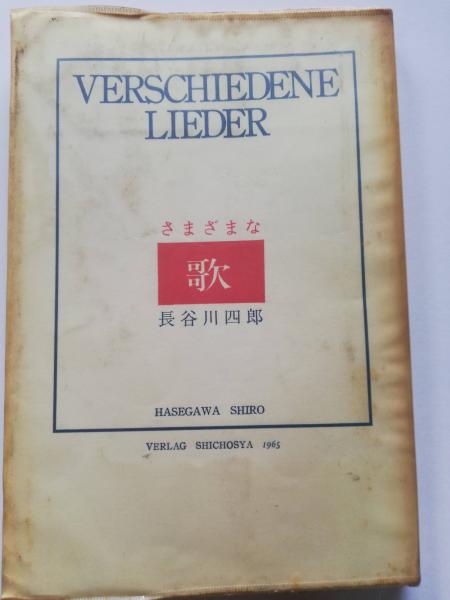 VERSCHIEDENE
LIEDER
さまざまな
歌
長谷川四郎
HASEGAWA SHIRO
VERLAG SHICHOSYA 1965